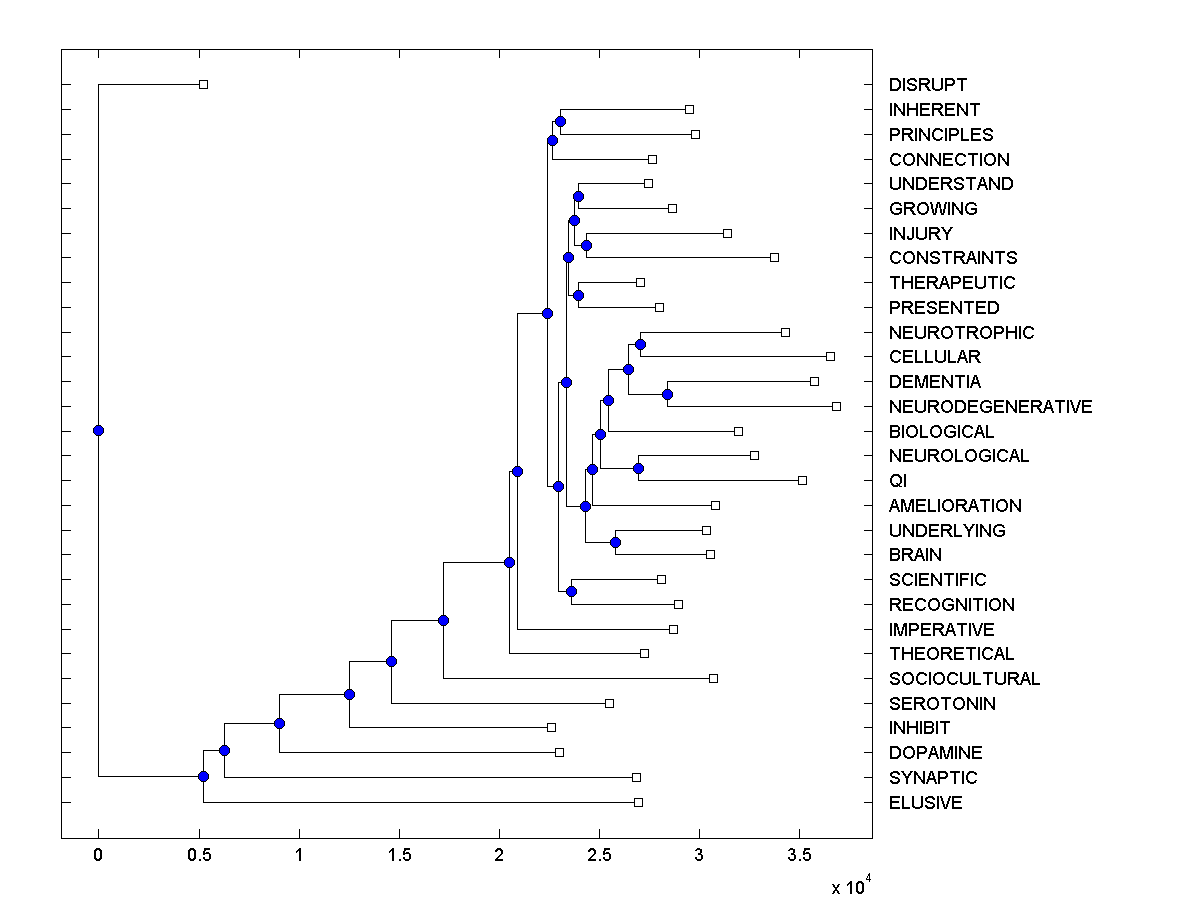 DISRUPT
INHERENT
PRINCIPLES
CONNECTION
UNDERSTAND
GROWING
INJURY
CONSTRAINTS
THERAPEUTIC
PRESENTED
NEUROTROPHIC
CELLULAR
DEMENTIA
NEURODEGENERATIVE
BIOLOGICAL
NEUROLOGICAL
QI
AMELIORATION
UNDERLYING
BRAIN
SCIENTIFIC
RECOGNITION
IMPERATIVE
THEORETICAL
SOCIOCULTURAL
SEROTONIN
INHIBIT
DOPAMINE
SYNAPTIC
ELUSIVE
0 0.5 1 1.5 2 2.5 3 3.5
x 10^4